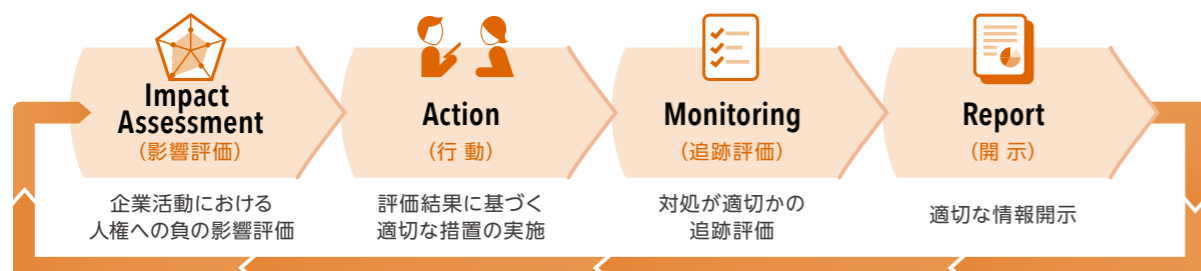 Impact
Assessment
（影響評価）
企業活動における
人権への負の影響評価
Action
（行 動）
評価結果に基づく
適切な措置の実施
Monitoring
（追跡評価）
対処が適切かの
追跡評価
Report
（開 示）
適切な情報開示